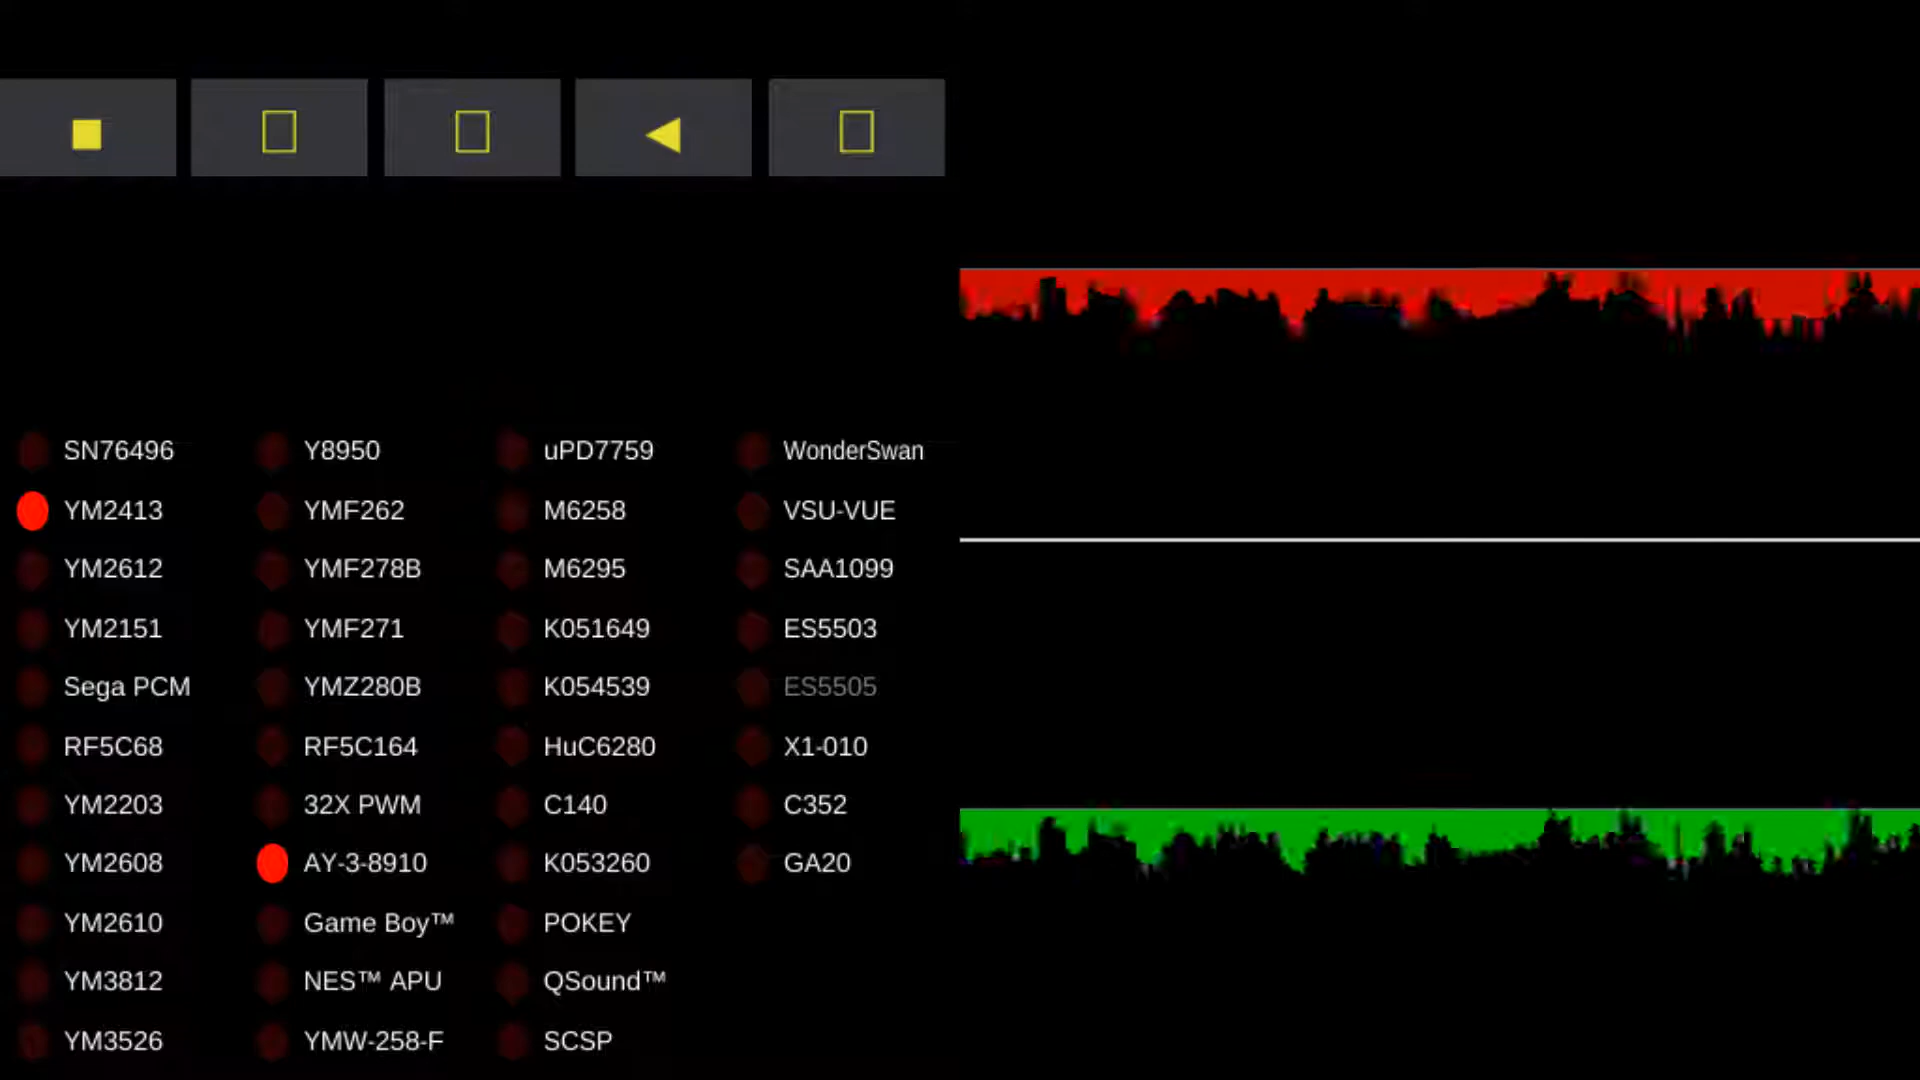 SN76496 Y8950 uPD7759 WonderSwan
YM2413 YMF262 M6258 VSU-VUE
YM2612 YMF278B M6295 SAA1099
YM2151 YMF271 K051649 ES5503
Sega PCM YMZ280B K054539 ES5505
RF5C68 RF5C164 HuC6280 X1-010
YM2203 32X PWM C140 C352
YM2608 AY-3-8910 K053260 GA20
YM2610 Game Boy™ POKEY
YM3812 NES™ APU QSound™
YM3526 YMW-258-F SCSP